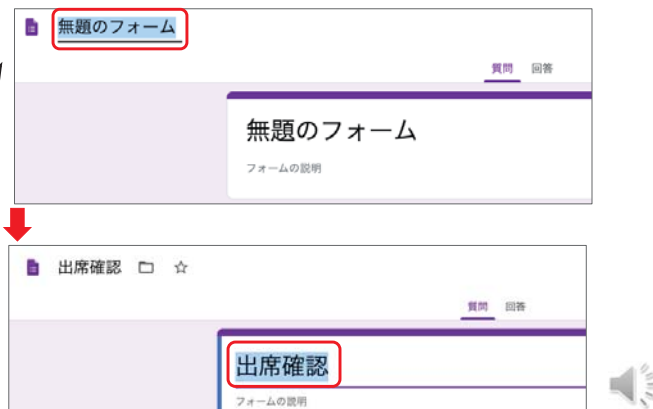 無題のフォーム
質問 回答
無題のフォーム
フォームの説明
出席確認
質問 回答
出席確認
フォームの説明